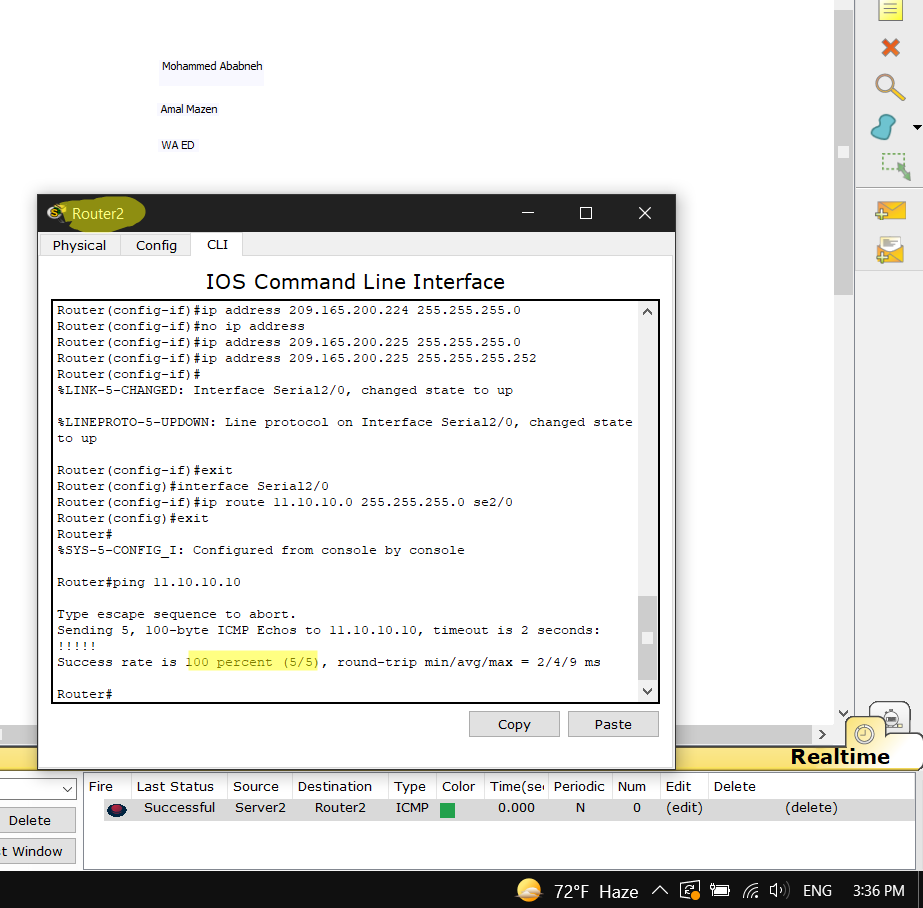 Mohammed Ababneh
Amal Mazen
WA ED
Router2
Physical Config CLI
IOS Command Line Interface
Router(config-if)#ip address 209.165.200.224 255.255.255.0
Router(config-if)#no ip address
Router(config-if)#ip address 209.165.200.225 255.255.255.0
Router(config-if)#ip address 209.165.200.225 255.255.255.252
Router(config-if)#
%LINK-5-CHANGED: Interface Serial2/0, changed state to up
%LINEPROTO-5-UPDOWN: Line protocol on Interface Serial2/0, changed state
to up
Router(config-if)#exit
Router(config)#interface Serial2/0
Router(config-if)#ip route 11.10.10.0 255.255.255.0 se2/0
Router(config)#exit
Router#
%SYS-5-CONFIG_I: Configured from console by console
Router#ping 11.10.10.10
Type escape sequence to abort.
Sending 5, 100-byte ICMP Echos to 11.10.10.10, timeout is 2 seconds:
!!!!!
Success rate is 100 percent (5/5), round-trip min/avg/max = 2/4/9 ms
Router#
Copy Paste
Realtime
Fire Last Status Source Destination Type Color Time(sec Periodic Num Edit Delete
Successful Server2 Router2 ICMP 0.000 N 0 (edit) (delete)
Delete
t Window
72°F Haze ENG 3:36 PM